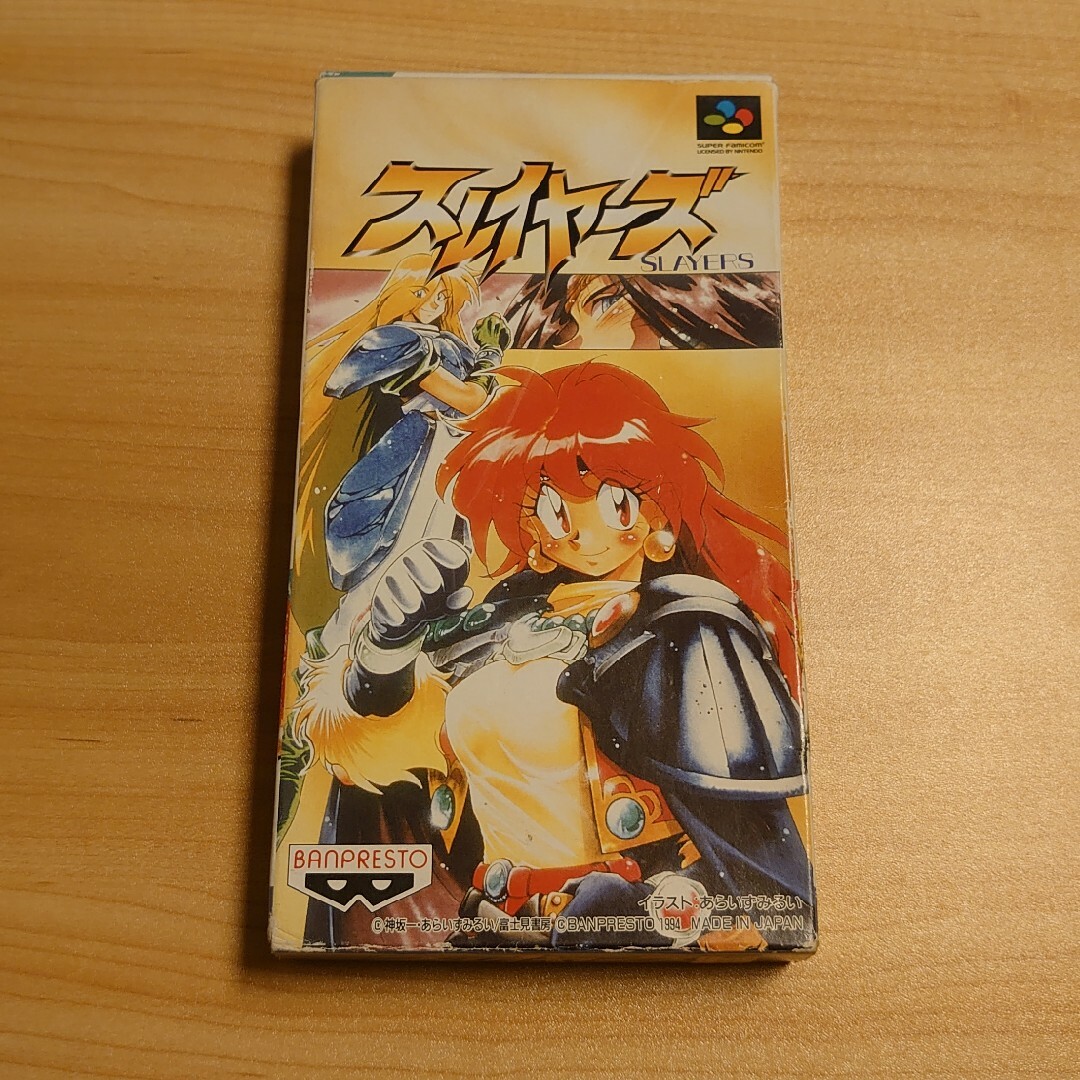 SUPER FAMICOM
LICENSED BY NINTENDO
スレイヤーズ
SLAYERS
BANPRESTO
イラスト・あらいずみるい
© 神坂一・あらいずみるい/富士見書房 © BANPRESTO 1994 MADE IN JAPAN